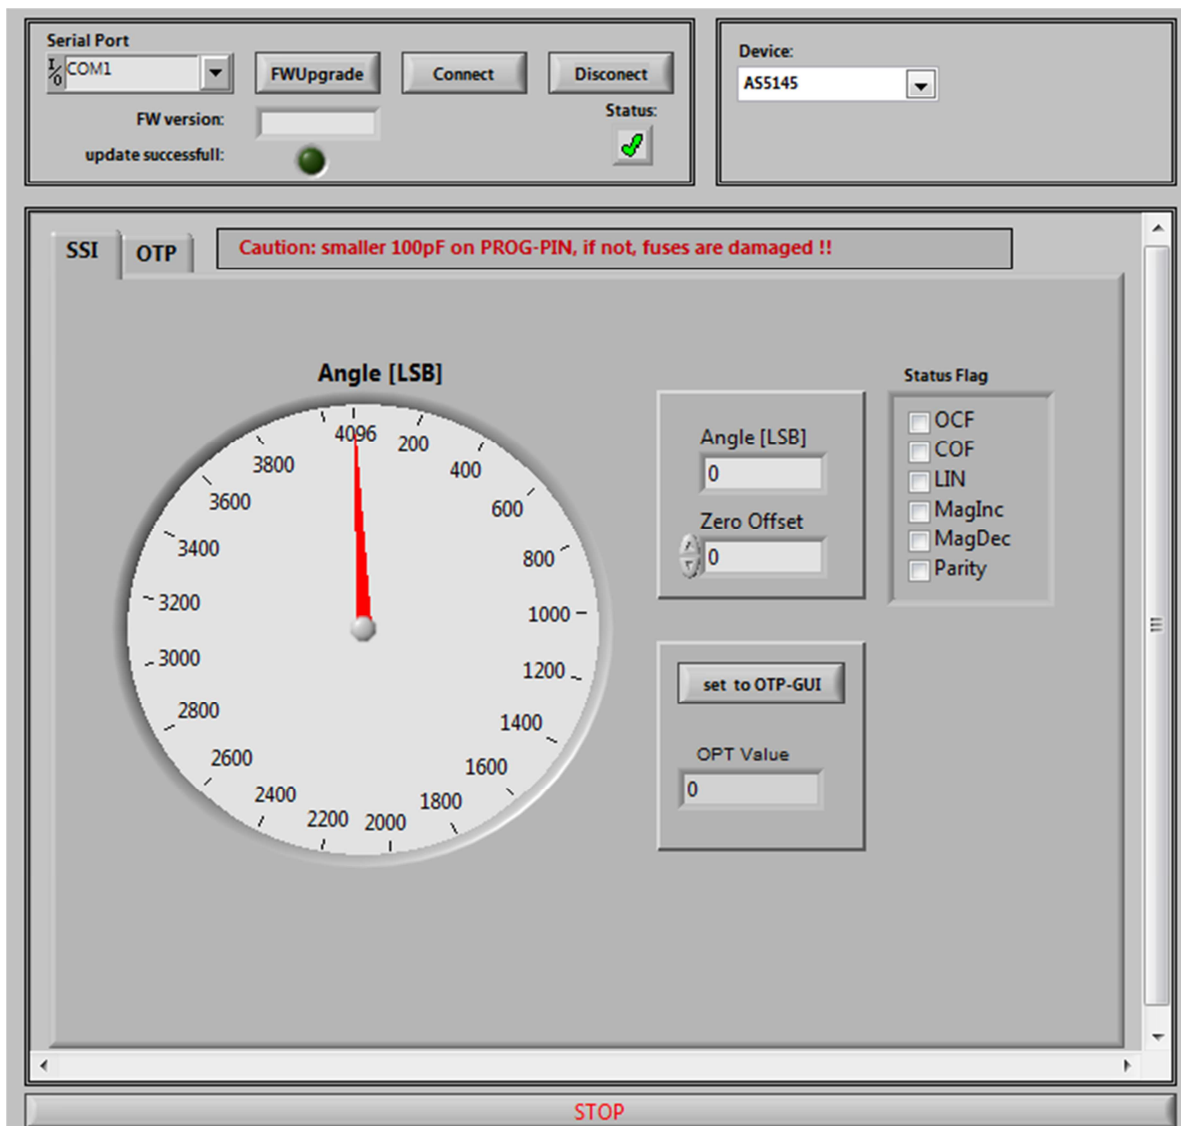 Serial Port
I/O COM1
FWUpgrade
Connect
Disconect
FW version:
Status:
update successfull:
Device:
AS5145
SSI
OTP
Caution: smaller 100pF on PROG-PIN, if not, fuses are damaged !!
Angle [LSB]
4096
200
400
600
800
1000
1200
1400
1600
1800
2000
2200
2400
2600
2800
3000
3200
3400
3600
3800
Angle [LSB]
0
Zero Offset
0
Status Flag
OCF
COF
LIN
MagInc
MagDec
Parity
set to OTP-GUI
OPT Value
0
STOP